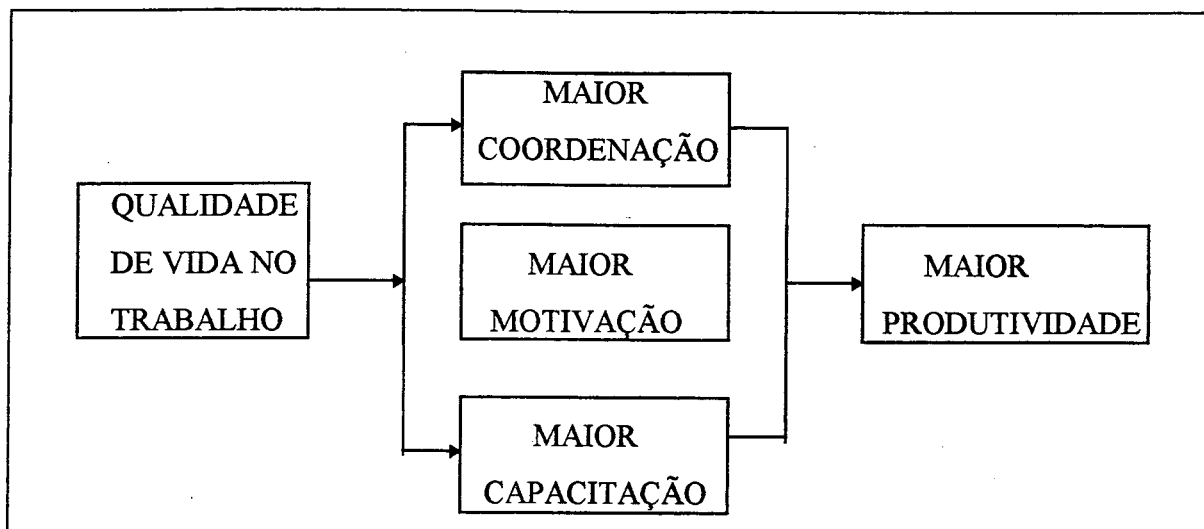 QUALIDADE
DE VIDA NO
TRABALHO
MAIOR
COORDENAÇÃO
MAIOR
MOTIVAÇÃO
MAIOR
CAPACITAÇÃO
MAIOR
PRODUTIVIDADE